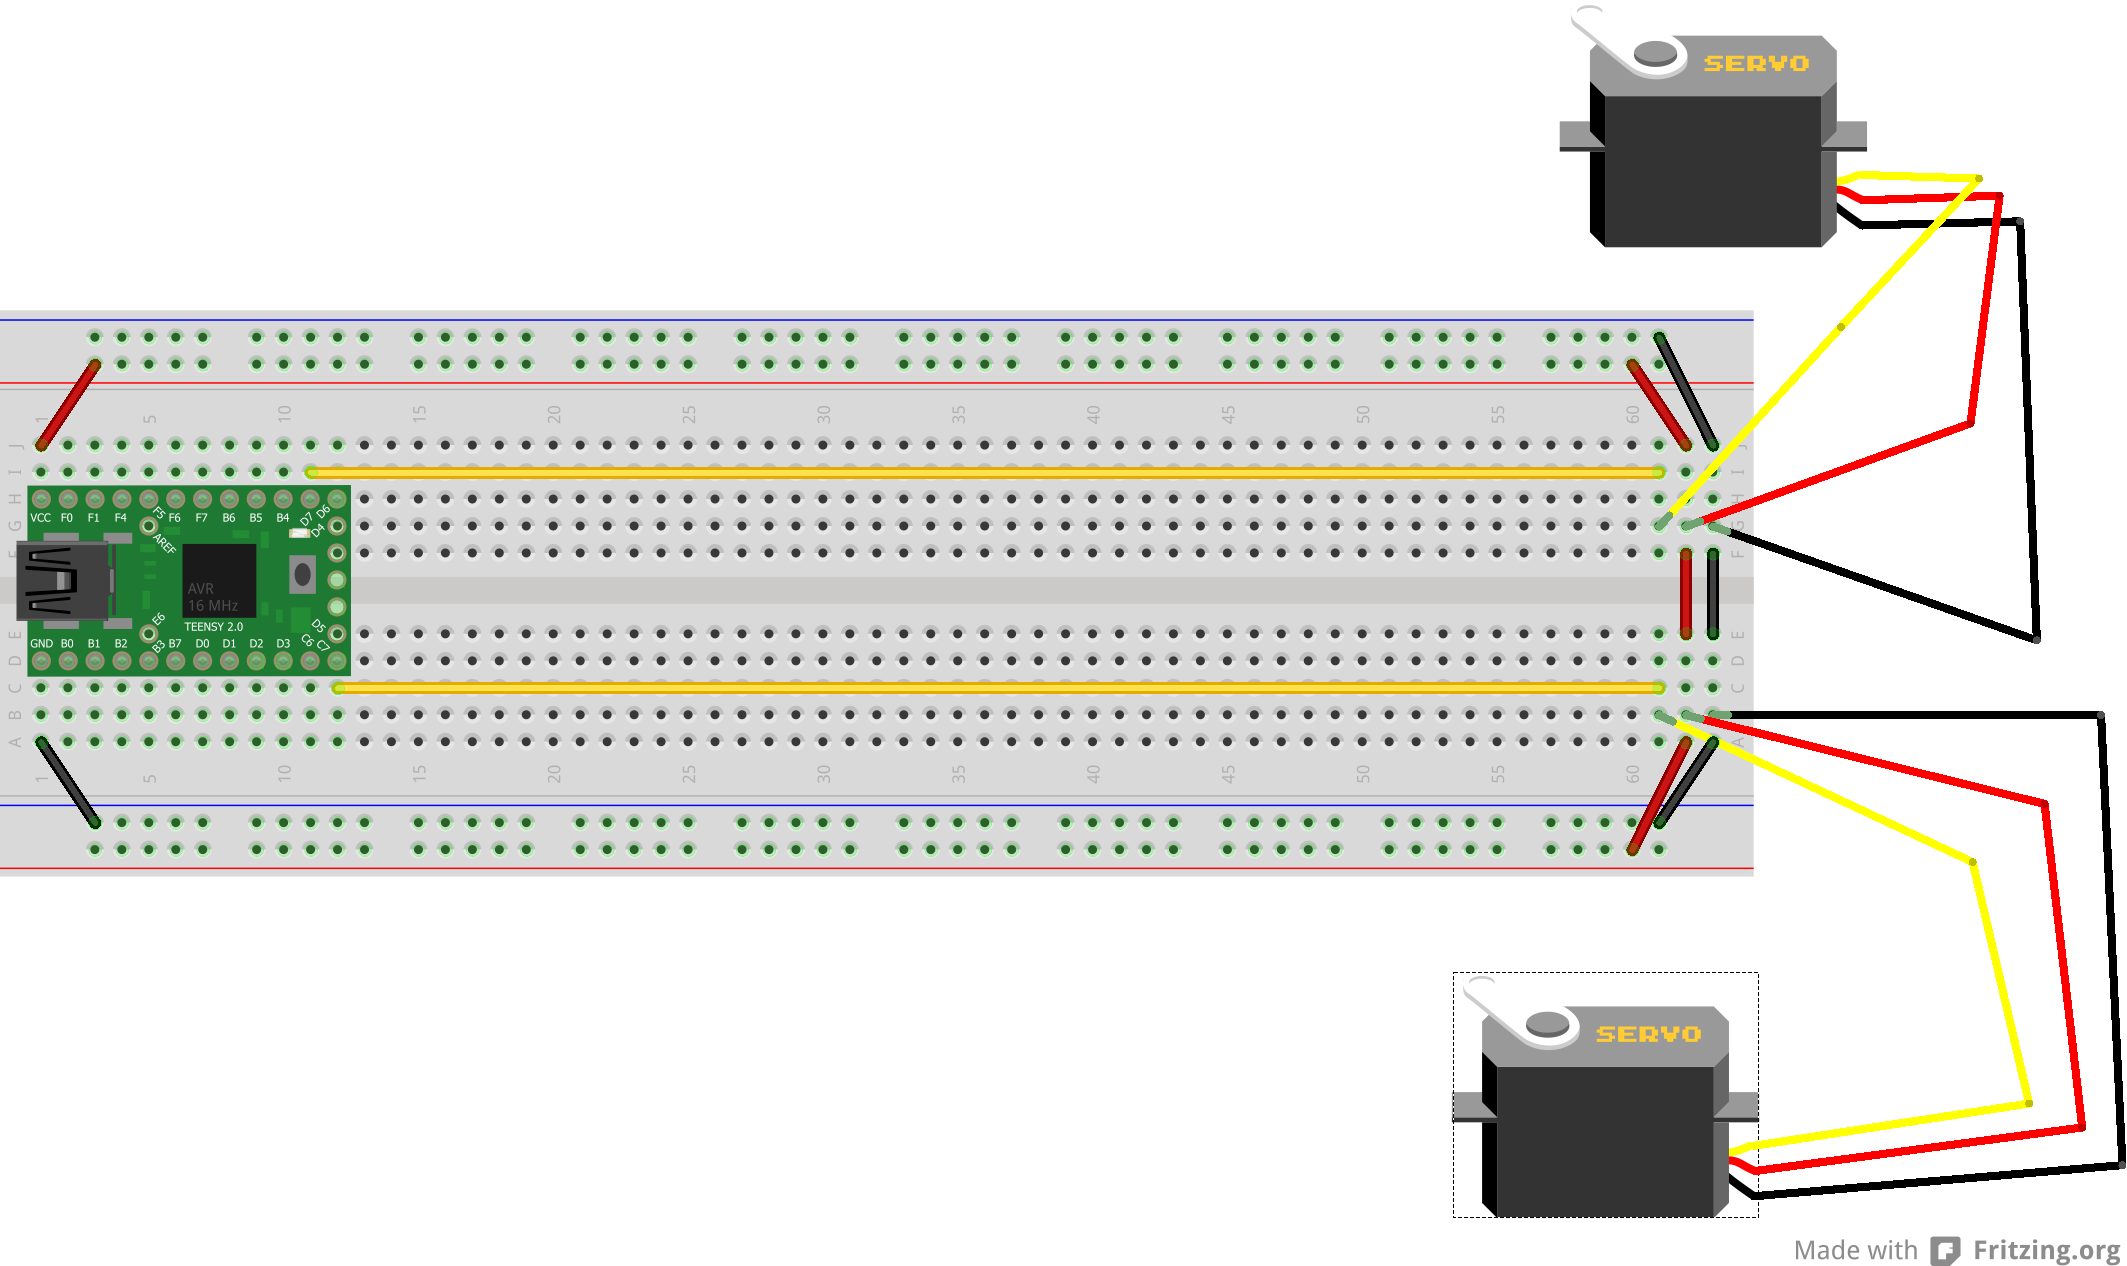 SERVO
1 5 10 15 20 25 30 35 40 45 50 55 60
J J
I I
H H
G G
F F
VCC F0 F1 F4 F5 F6 F7 B6 B5 B4 D7 D6
AREF D4
AVR
16 MHz
TEENSY 2.0
E6 D5
GND B0 B1 B2 B3 B7 D0 D1 D2 D3 C6 C7
E E
D D
C C
B
A A
1 5 10 15 20 25 30 35 40 45 50 55 60
SERVO
Made with Fritzing.org